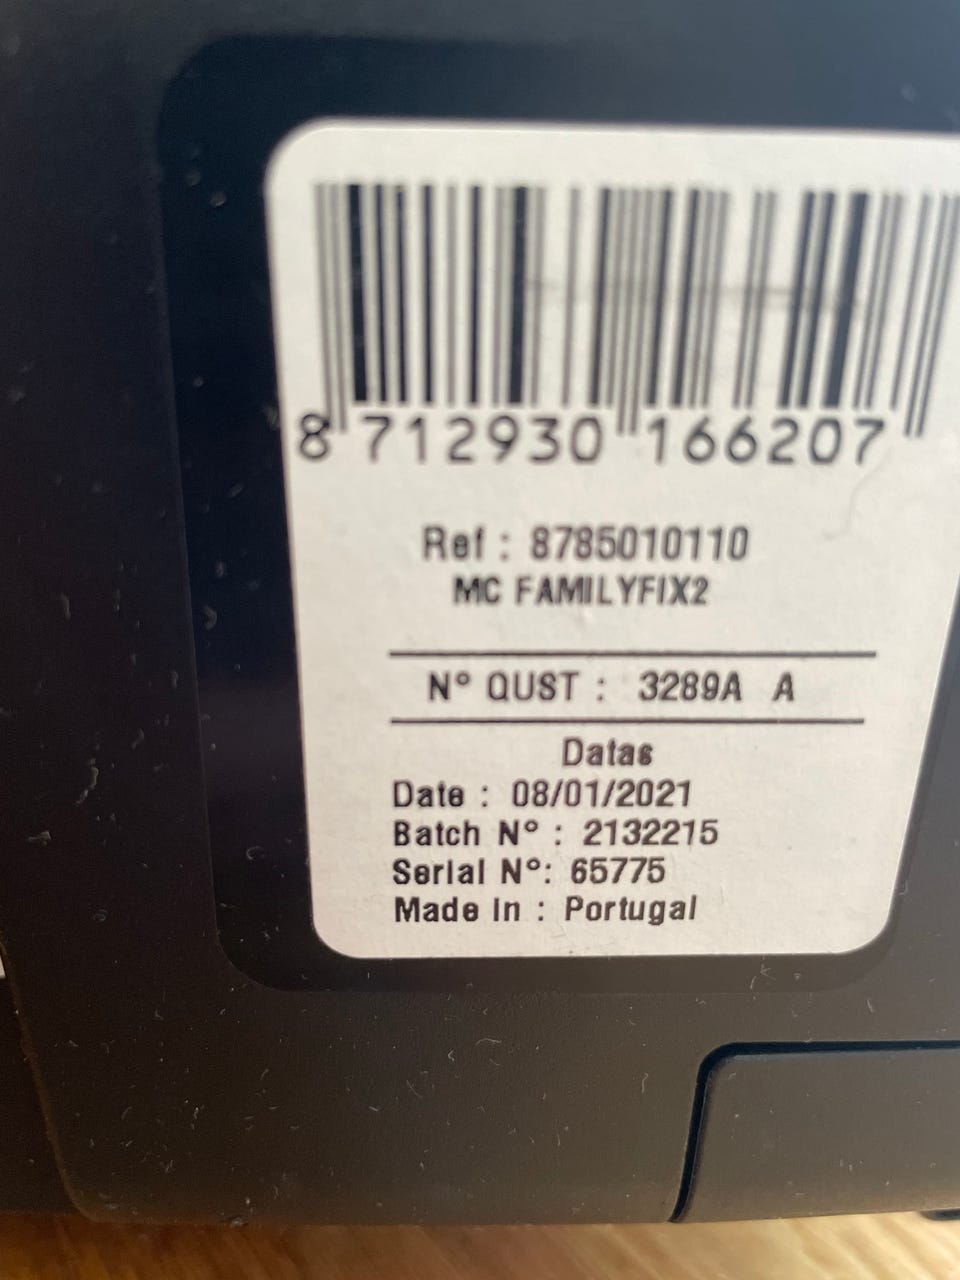 8 712930 166207
Ref : 8785010110
MC FAMILYFIX2
N° QUST : 3289A A
Datas
Date : 08/01/2021
Batch N° : 2132215
Serial N°: 65775
Made In : Portugal